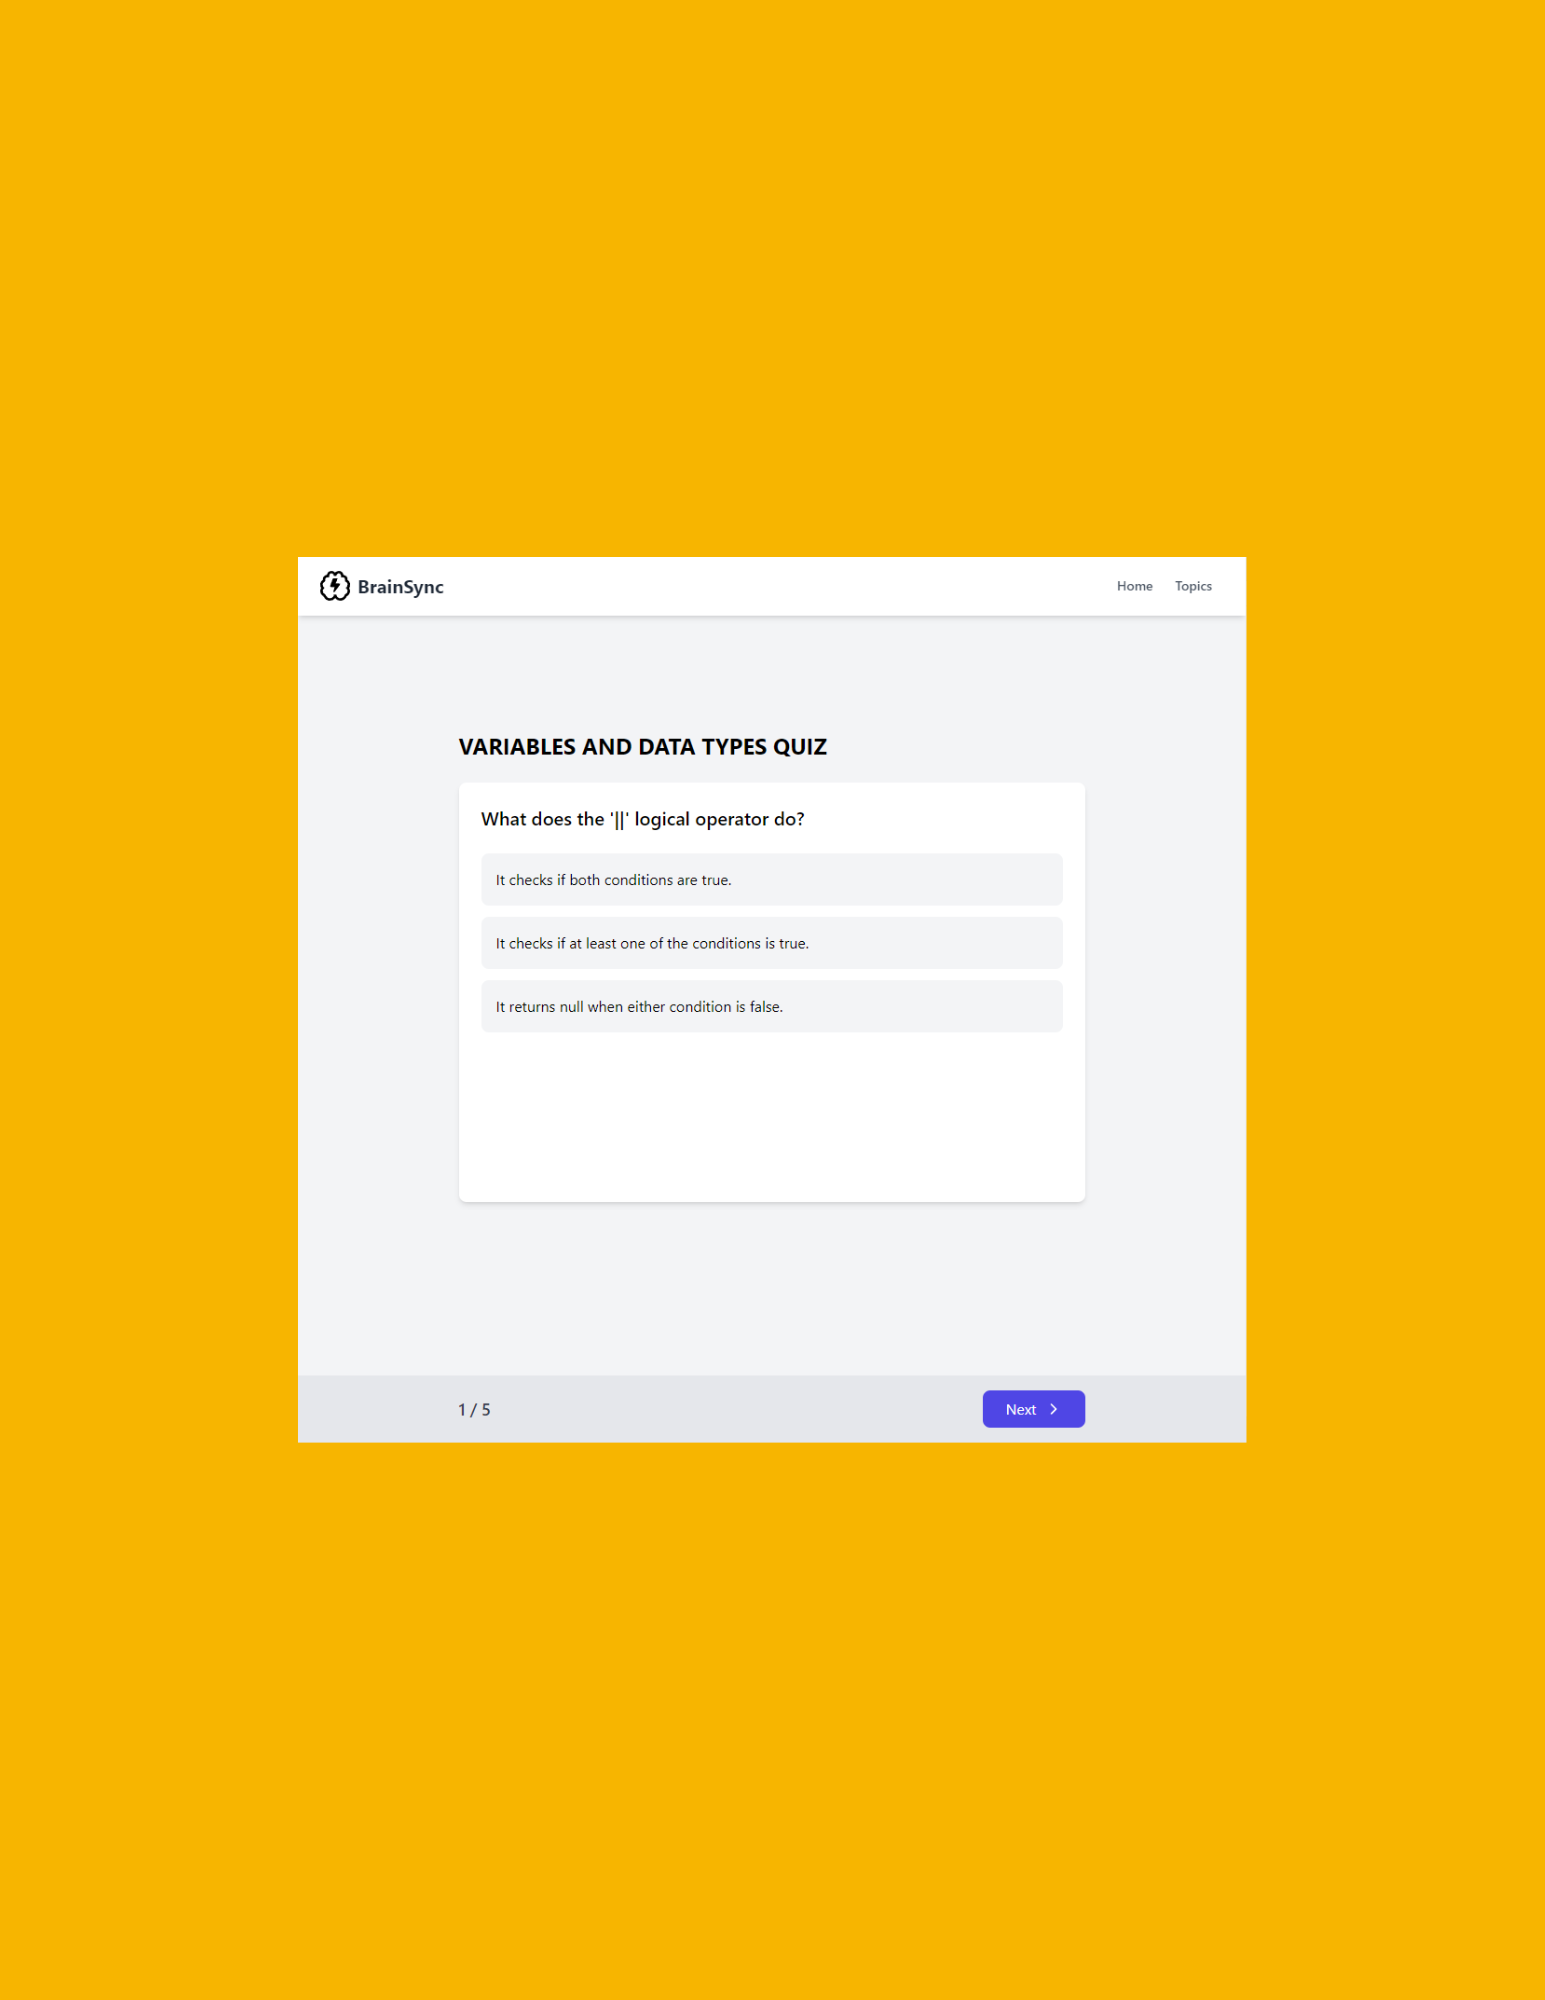 BrainSync
Home Topics
VARIABLES AND DATA TYPES QUIZ
What does the '||' logical operator do?
It checks if both conditions are true.
It checks if at least one of the conditions is true.
It returns null when either condition is false.
1 / 5
Next